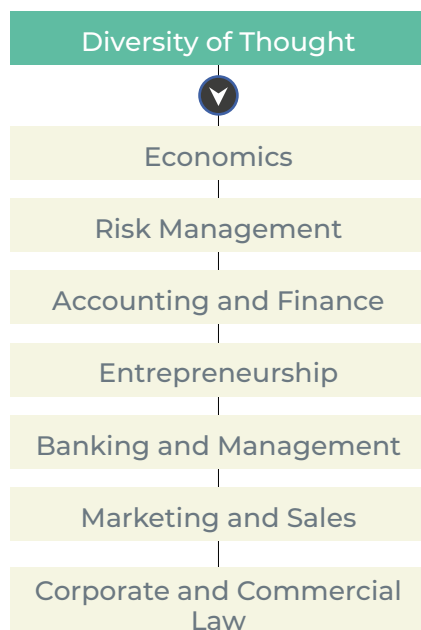 Diversity of Thought
Economics
Risk Management
Accounting and Finance
Entrepreneurship
Banking and Management
Marketing and Sales
Corporate and Commercial
Law